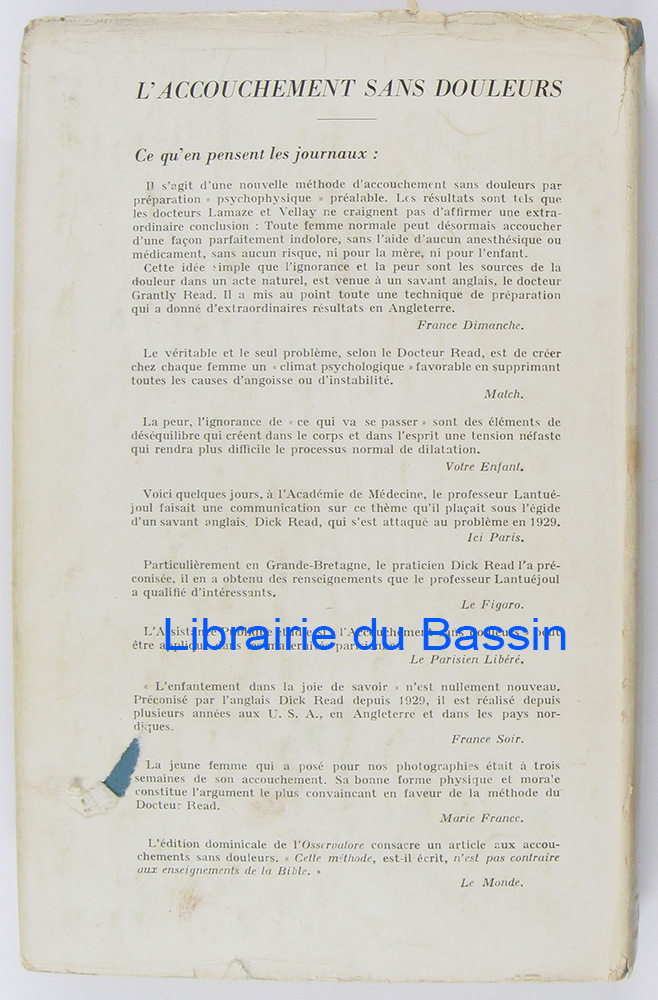 L'ACCOUCHEMENT SANS DOULEURS
Ce qu'en pensent les journaux :
Il s'agit d'une nouvelle méthode d'accouchement sans douleurs par
préparation « psychophysique » préalable. Les résultats sont tels que
les docteurs Lamaze et Vellay ne craignent pas d'affirmer une extra-
ordinaire conclusion : Toute femme normale peut désormais accoucher
d'une façon parfaitement indolore, sans l'aide d'aucun anesthésique ou
médicament, sans aucun risque, ni pour la mère, ni pour l'enfant.
Cette idée simple que l'ignorance et la peur sont les sources de la
douleur dans un acte naturel, est venue à un savant anglais, le docteur
Grantly Read. Il a mis au point toute une technique de préparation
qui a donné d'extraordinaires résultats en Angleterre.
France Dimanche.
Le véritable et le seul problème, selon le Docteur Read, est de créer
chez chaque femme un « climat psychologique » favorable en supprimant
toutes les causes d'angoisse ou d'instabilité.
Match.
La peur, l'ignorance de « ce qui va se passer » sont des éléments de
déséquilibre qui créent dans le corps et dans l'esprit une tension néfaste
qui rendra plus difficile le processus normal de dilatation.
Votre Enfant.
Voici quelques jours, à l'Académie de Médecine, le professeur Lantué-
joul faisait une communication sur ce thème qu'il plaçait sous l'égide
d'un savant anglais, Dick Read, qui s'est attaqué au problème en 1929.
Ici Paris.
Particulièrement en Grande-Bretagne, le praticien Dick Read l'a pré-
conisée, il en a obtenu des renseignements que le professeur Lantuéjoul
a qualifié d'intéressants.
Le Figaro.
Librairie du Bassin
L'Assistance Publique l'Accouchement sans douleurs peut
être appliqué dans maternités
Le Parisien Libéré.
« L'enfantement dans la joie de savoir » n'est nullement nouveau.
Préconisé par l'anglais Dick Read depuis 1929, il est réalisé depuis
plusieurs années aux U. S. A., en Angleterre et dans les pays nor-
diques.
France Soir.
La jeune femme qui a posé pour nos photographies était à trois
semaines de son accouchement. Sa bonne forme physique et morale
constitue l'argument le plus convaincant en faveur de la méthode du
Docteur Read.
Marie France.
L'édition dominicale de l'Osservatore consacre un article aux accou-
chements sans douleurs. « Cette méthode, est-il écrit, n'est pas contraire
aux enseignements de la Bible. »
Le Monde.